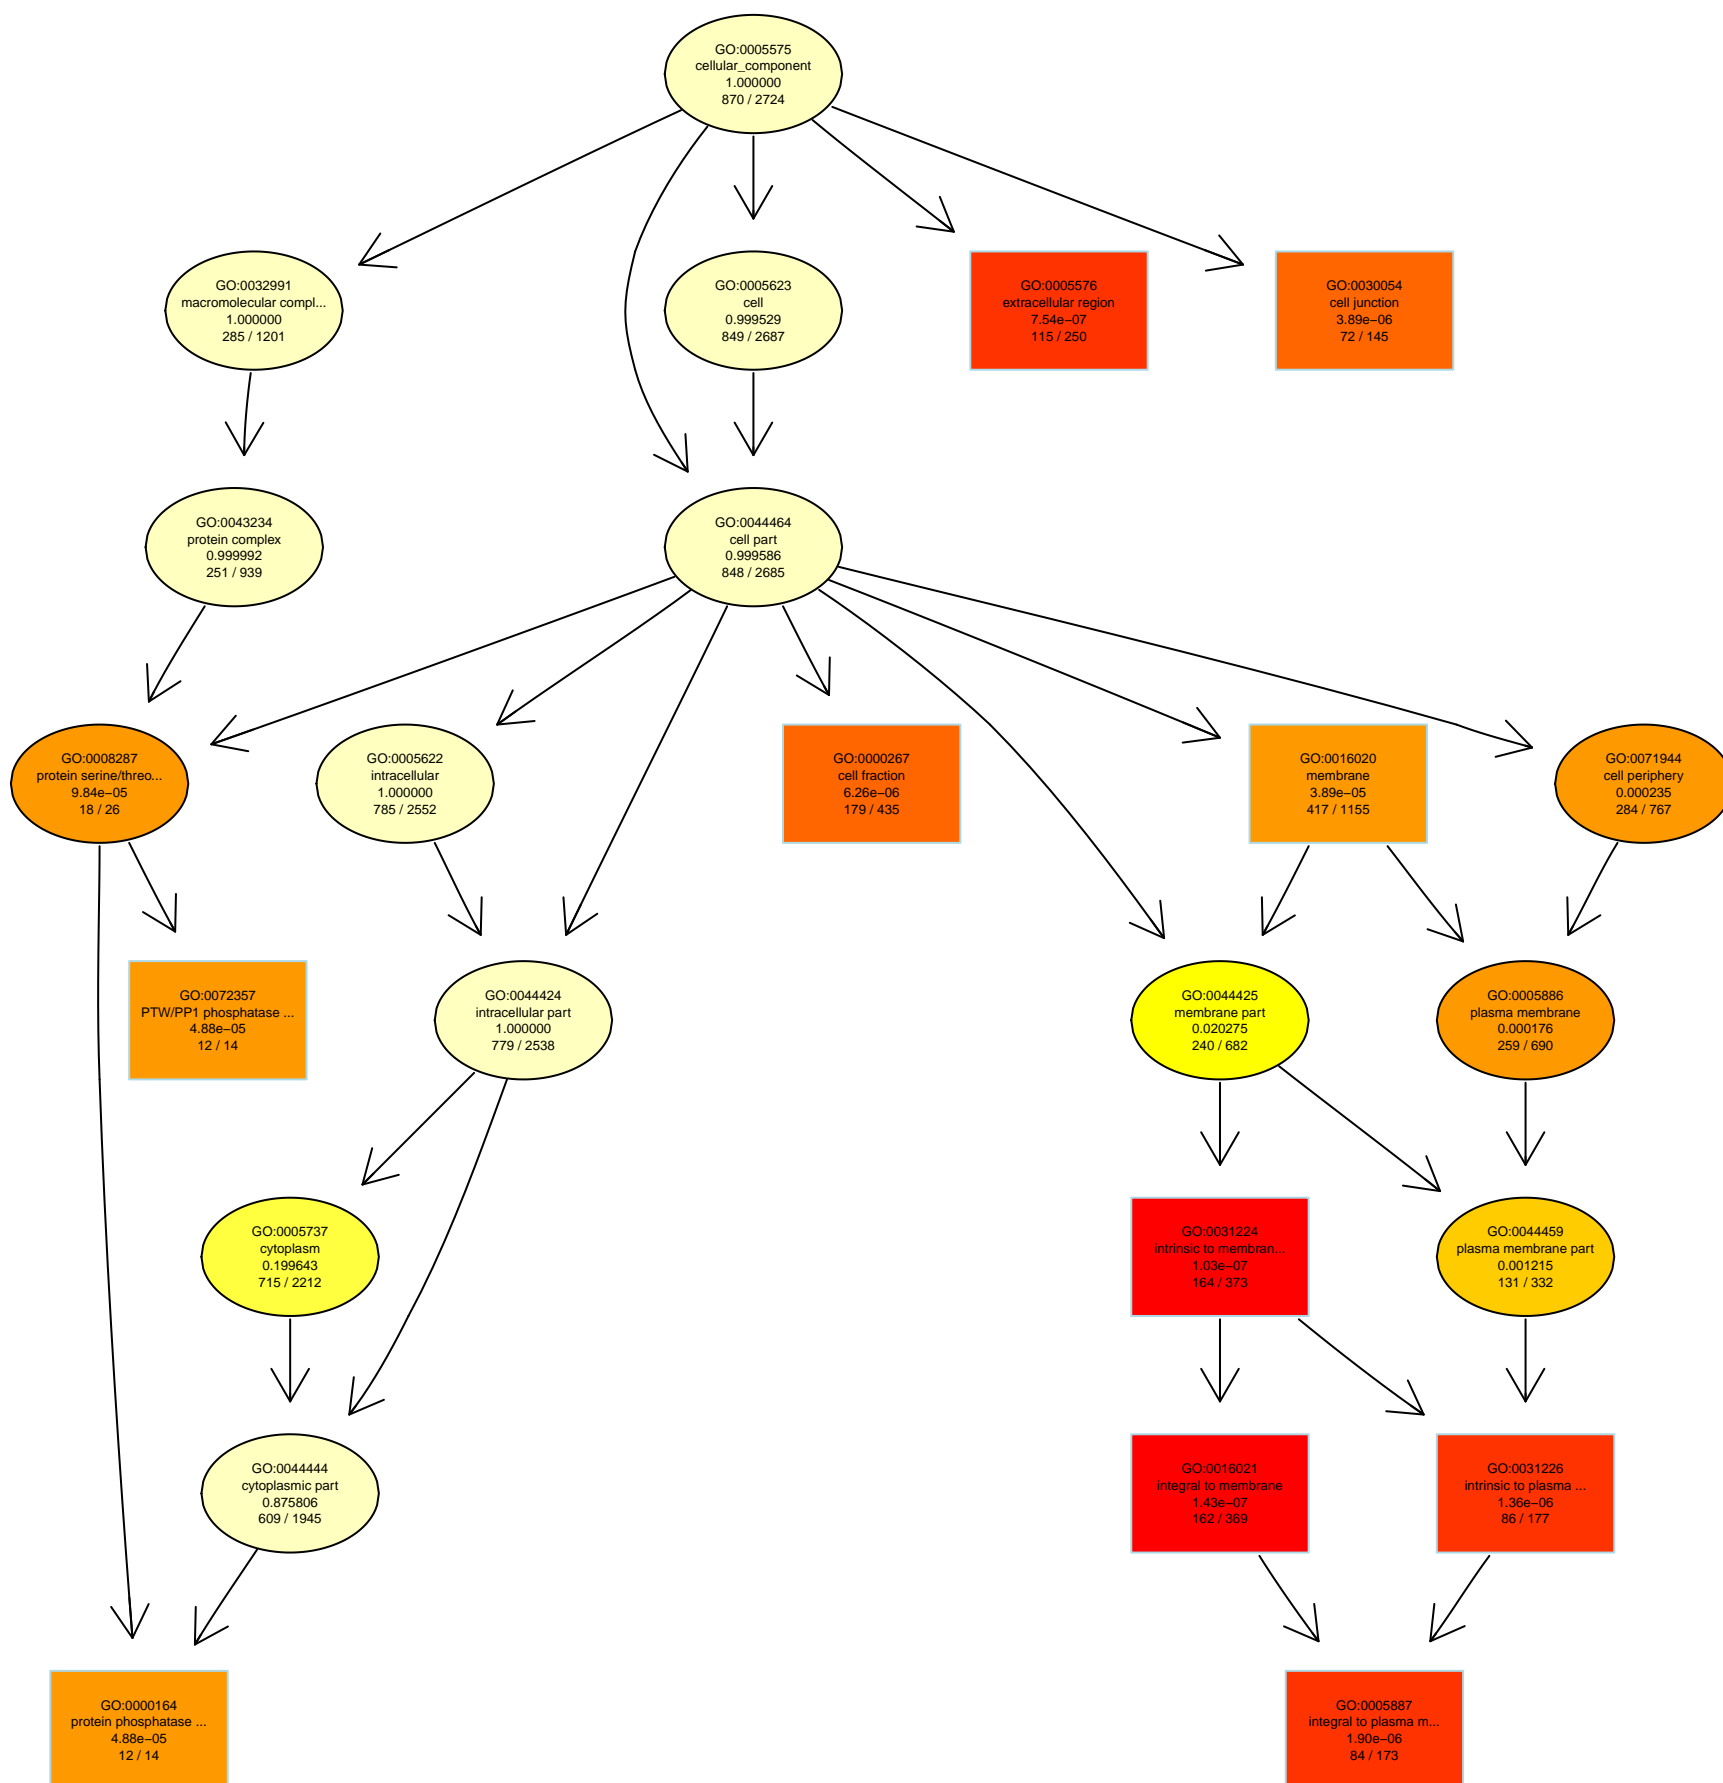 GO:0005575
cellular_component
1.000000
870 / 2724
GO:0032991
macromolecular compl...
1.000000
285 / 1201
GO:0005623
cell
0.999529
849 / 2687
GO:0005576
extracellular region
7.54e−07
115 / 250
GO:0030054
cell junction
3.89e−06
72 / 145
GO:0043234
protein complex
0.999992
251 / 939
GO:0044464
cell part
0.999586
848 / 2685
GO:0008287
protein serine/threo...
9.84e−05
18 / 26
GO:0005622
intracellular
1.000000
785 / 2552
GO:0000267
cell fraction
6.26e−06
179 / 435
GO:0016020
membrane
3.89e−05
417 / 1155
GO:0071944
cell periphery
0.000235
284 / 767
GO:0072357
PTW/PP1 phosphatase ...
4.88e−05
12 / 14
GO:0044424
intracellular part
1.000000
779 / 2538
GO:0044425
membrane part
0.020275
240 / 682
GO:0005886
plasma membrane
0.000176
259 / 690
GO:0005737
cytoplasm
0.199643
715 / 2212
GO:0031224
intrinsic to membran...
1.03e−07
164 / 373
GO:0044459
plasma membrane part
0.001215
131 / 332
GO:0044444
cytoplasmic part
0.875806
609 / 1945
GO:0016021
integral to membrane
1.43e−07
162 / 369
GO:0031226
intrinsic to plasma ...
1.36e−06
86 / 177
GO:0000164
protein phosphatase ...
4.88e−05
12 / 14
GO:0005887
integral to plasma m...
1.90e−06
84 / 173